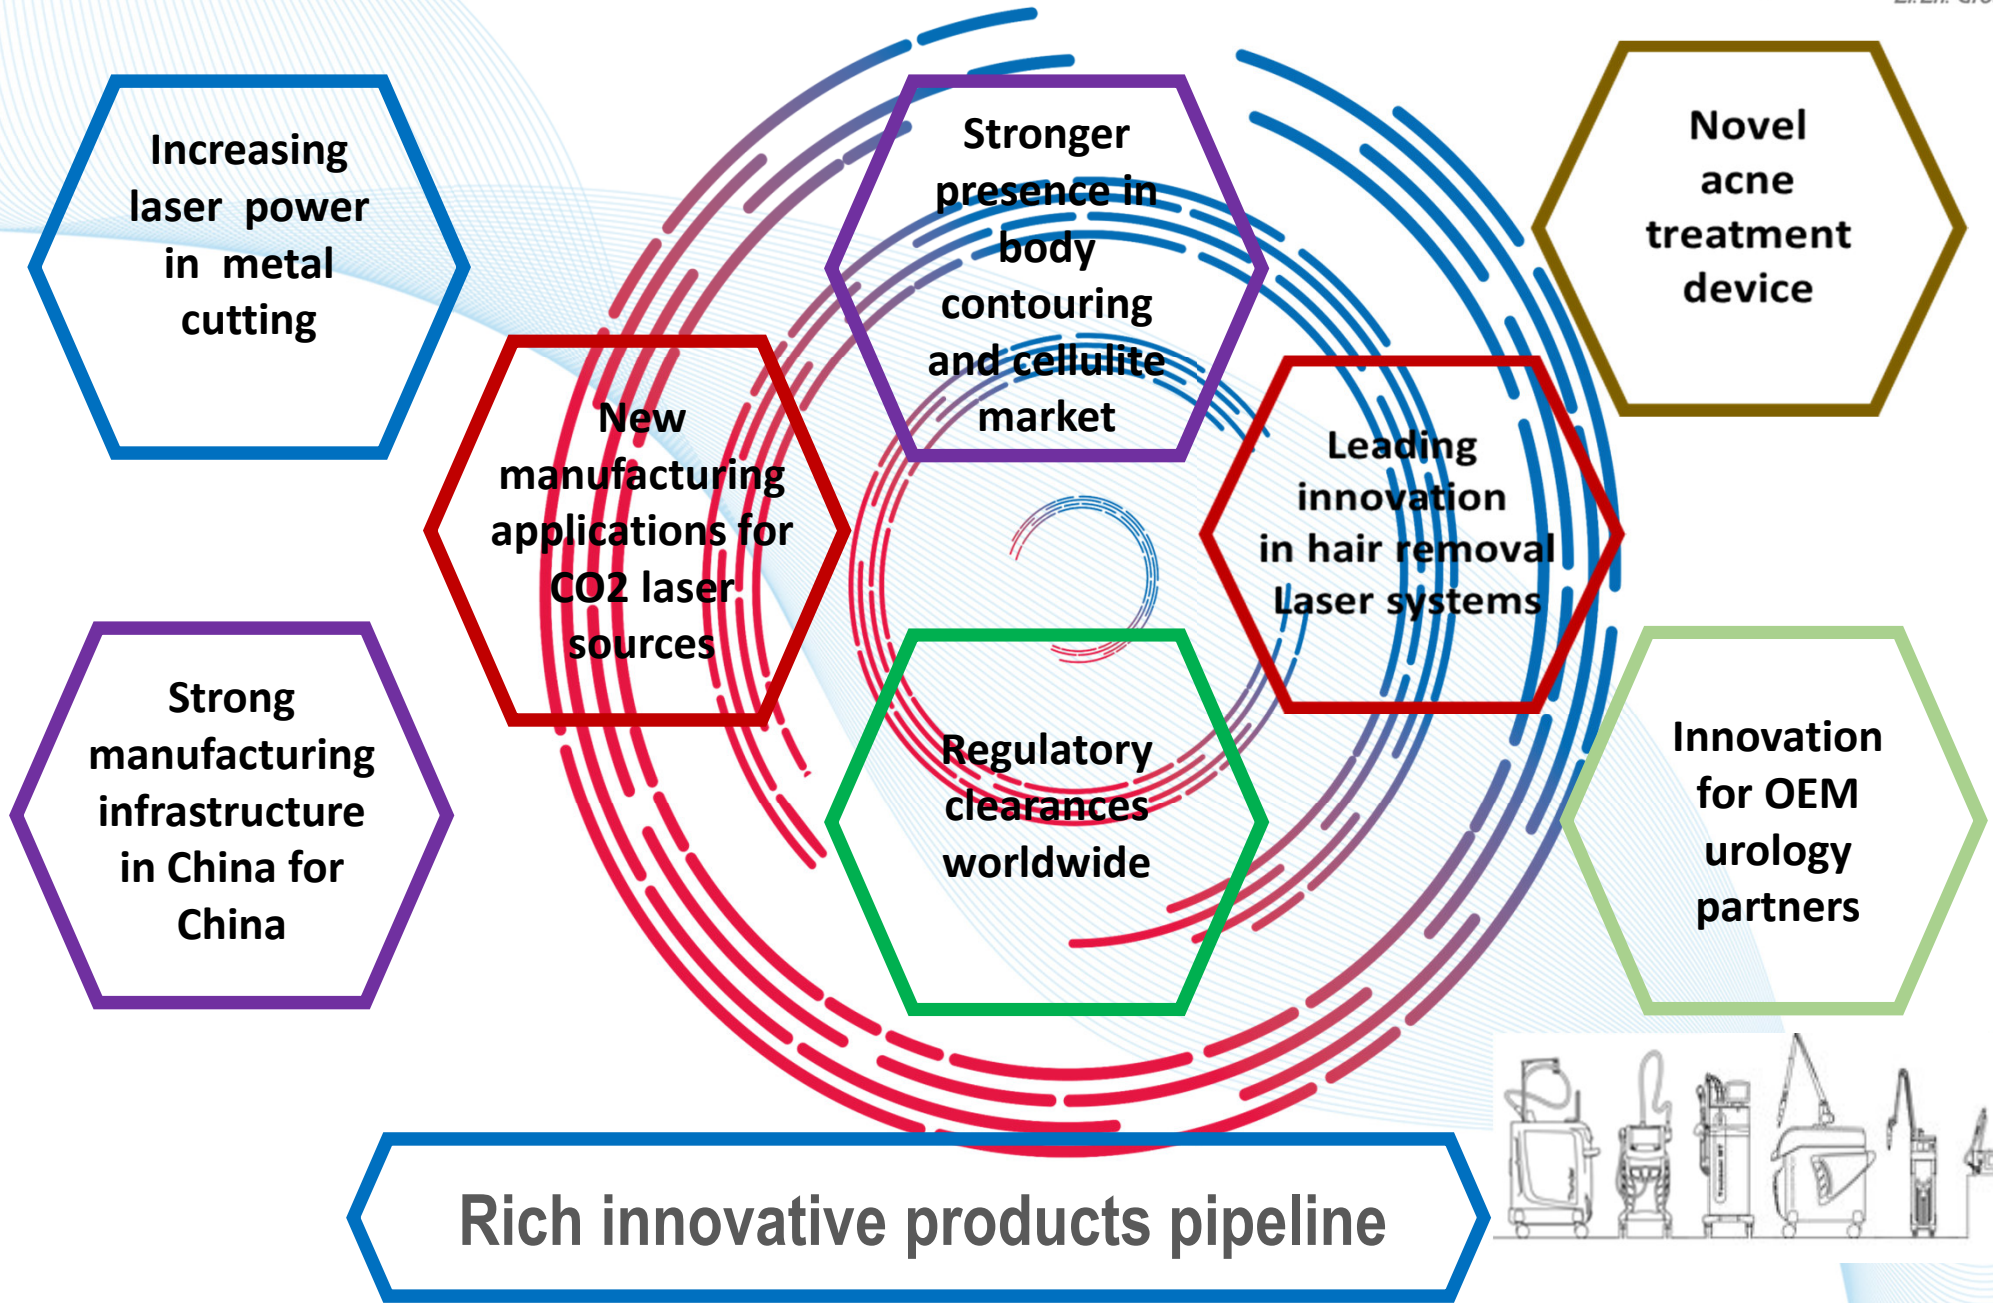 Increasing
laser power
in metal
cutting
Stronger
presence in
body
contouring
and cellulite
market
Novel
acne
treatment
device
New
manufacturing
applications for
CO2 laser
sources
Leading
innovation
in hair removal
Laser systems
Strong
manufacturing
infrastructure
in China for
China
Regulatory
clearances
worldwide
Innovation
for OEM
urology
partners
Rich innovative products pipeline